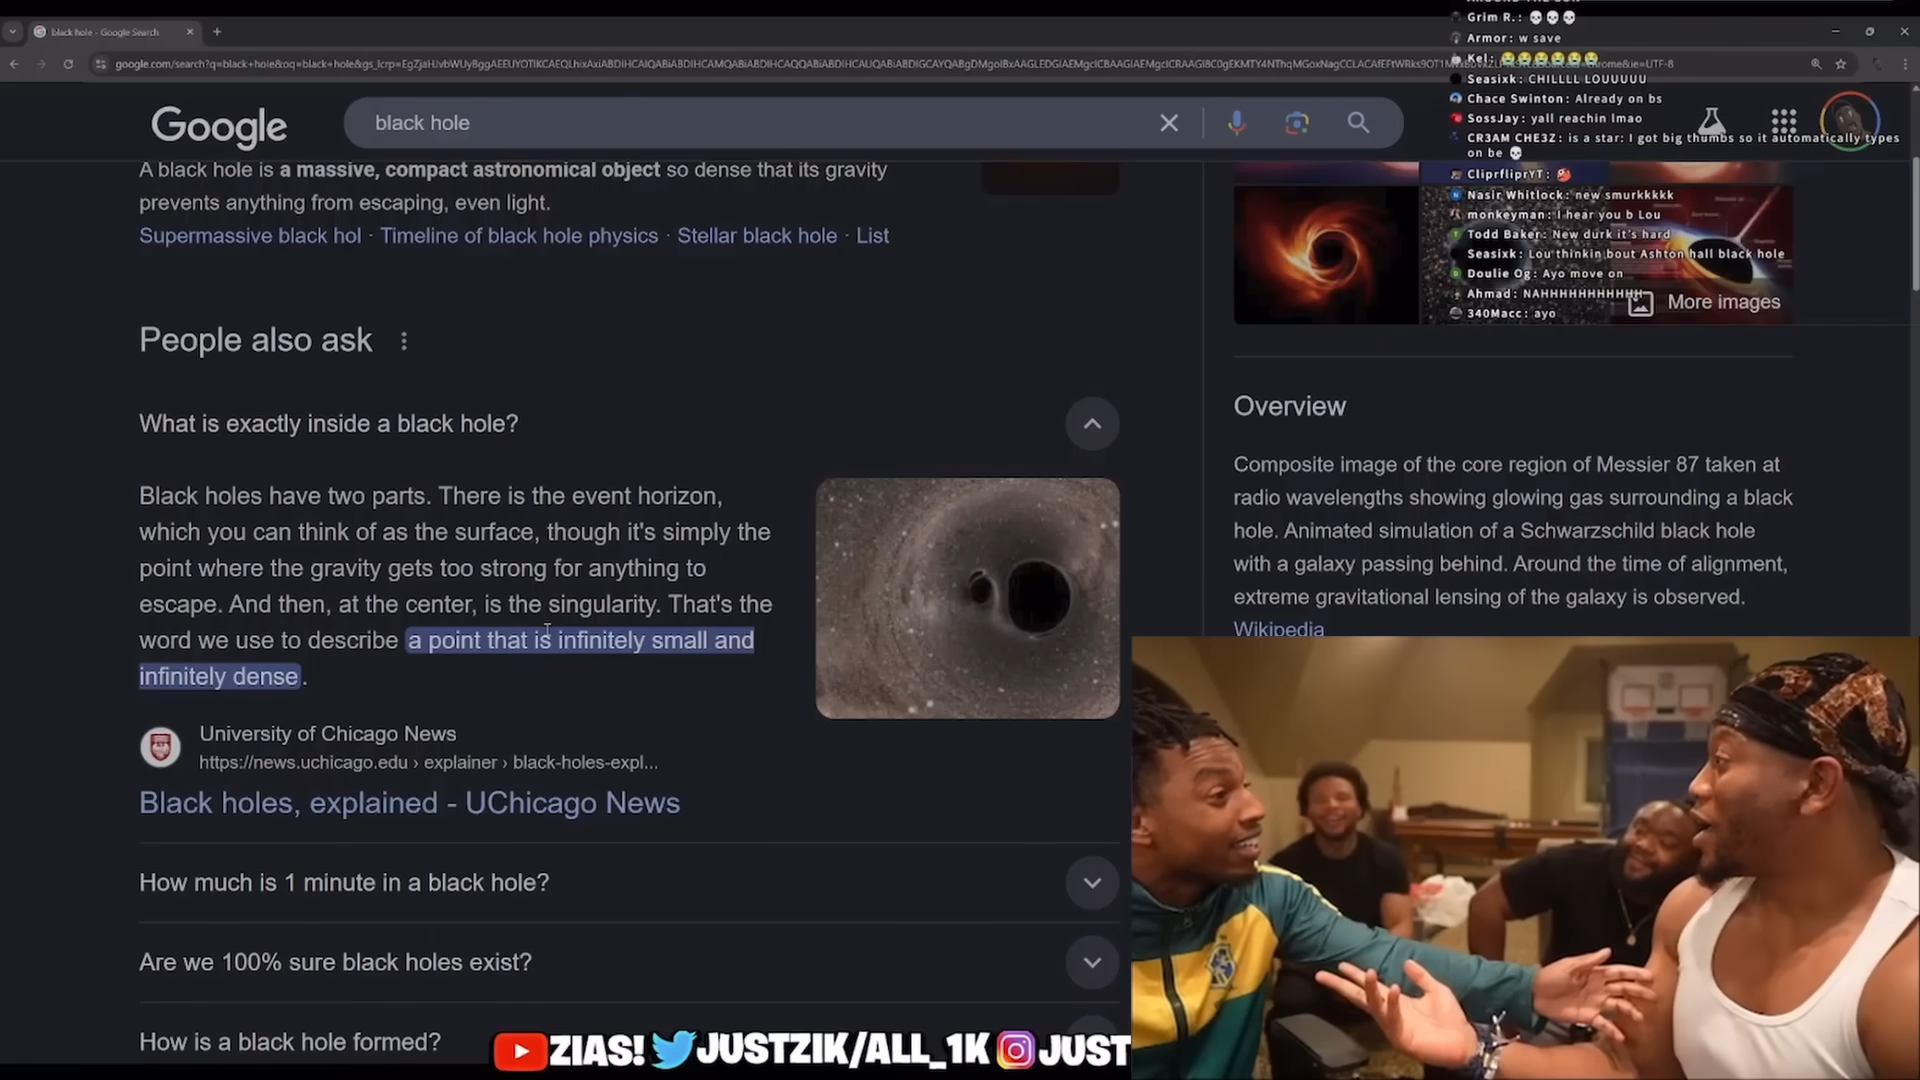 black hole - Google Search
Google
black hole
A black hole is a massive, compact astronomical object so dense that its gravity
prevents anything from escaping, even light.
Supermassive black hol · Timeline of black hole physics · Stellar black hole · List
People also ask
What is exactly inside a black hole?
Black holes have two parts. There is the event horizon,
which you can think of as the surface, though it's simply the
point where the gravity gets too strong for anything to
escape. And then, at the center, is the singularity. That's the
word we use to describe a point that is infinitely small and
infinitely dense.
University of Chicago News
https://news.uchicago.edu › explainer › black-holes-expl...
Black holes, explained - UChicago News
How much is 1 minute in a black hole?
Are we 100% sure black holes exist?
How is a black hole formed?
Grim R.: 💀💀💀
Armor: w save
Kel: 😭😭😭😭😭😭
Seasixk: CHILLLL LOUUUUU
Chace Swinton: Already on bs
SossJay: yall reachin lmao
CR3AM CHE3Z: is a star: I got big thumbs so it automatically types
on be 💀
CliprfliprYT:
Nasir Whitlock: new smurkkkkk
monkeyman: I hear you b Lou
Todd Baker: New durk it's hard
Seasixk: Lou thinkin bout Ashton hall black hole
Doulie Og: Ayo move on
Ahmad: NAHHHHHHHHHHH
340Macc: ayo
More images
Overview
Composite image of the core region of Messier 87 taken at
radio wavelengths showing glowing gas surrounding a black
hole. Animated simulation of a Schwarzschild black hole
with a galaxy passing behind. Around the time of alignment,
extreme gravitational lensing of the galaxy is observed.
Wikipedia
ZIAS! JUSTZIK/ALL_1K JUST